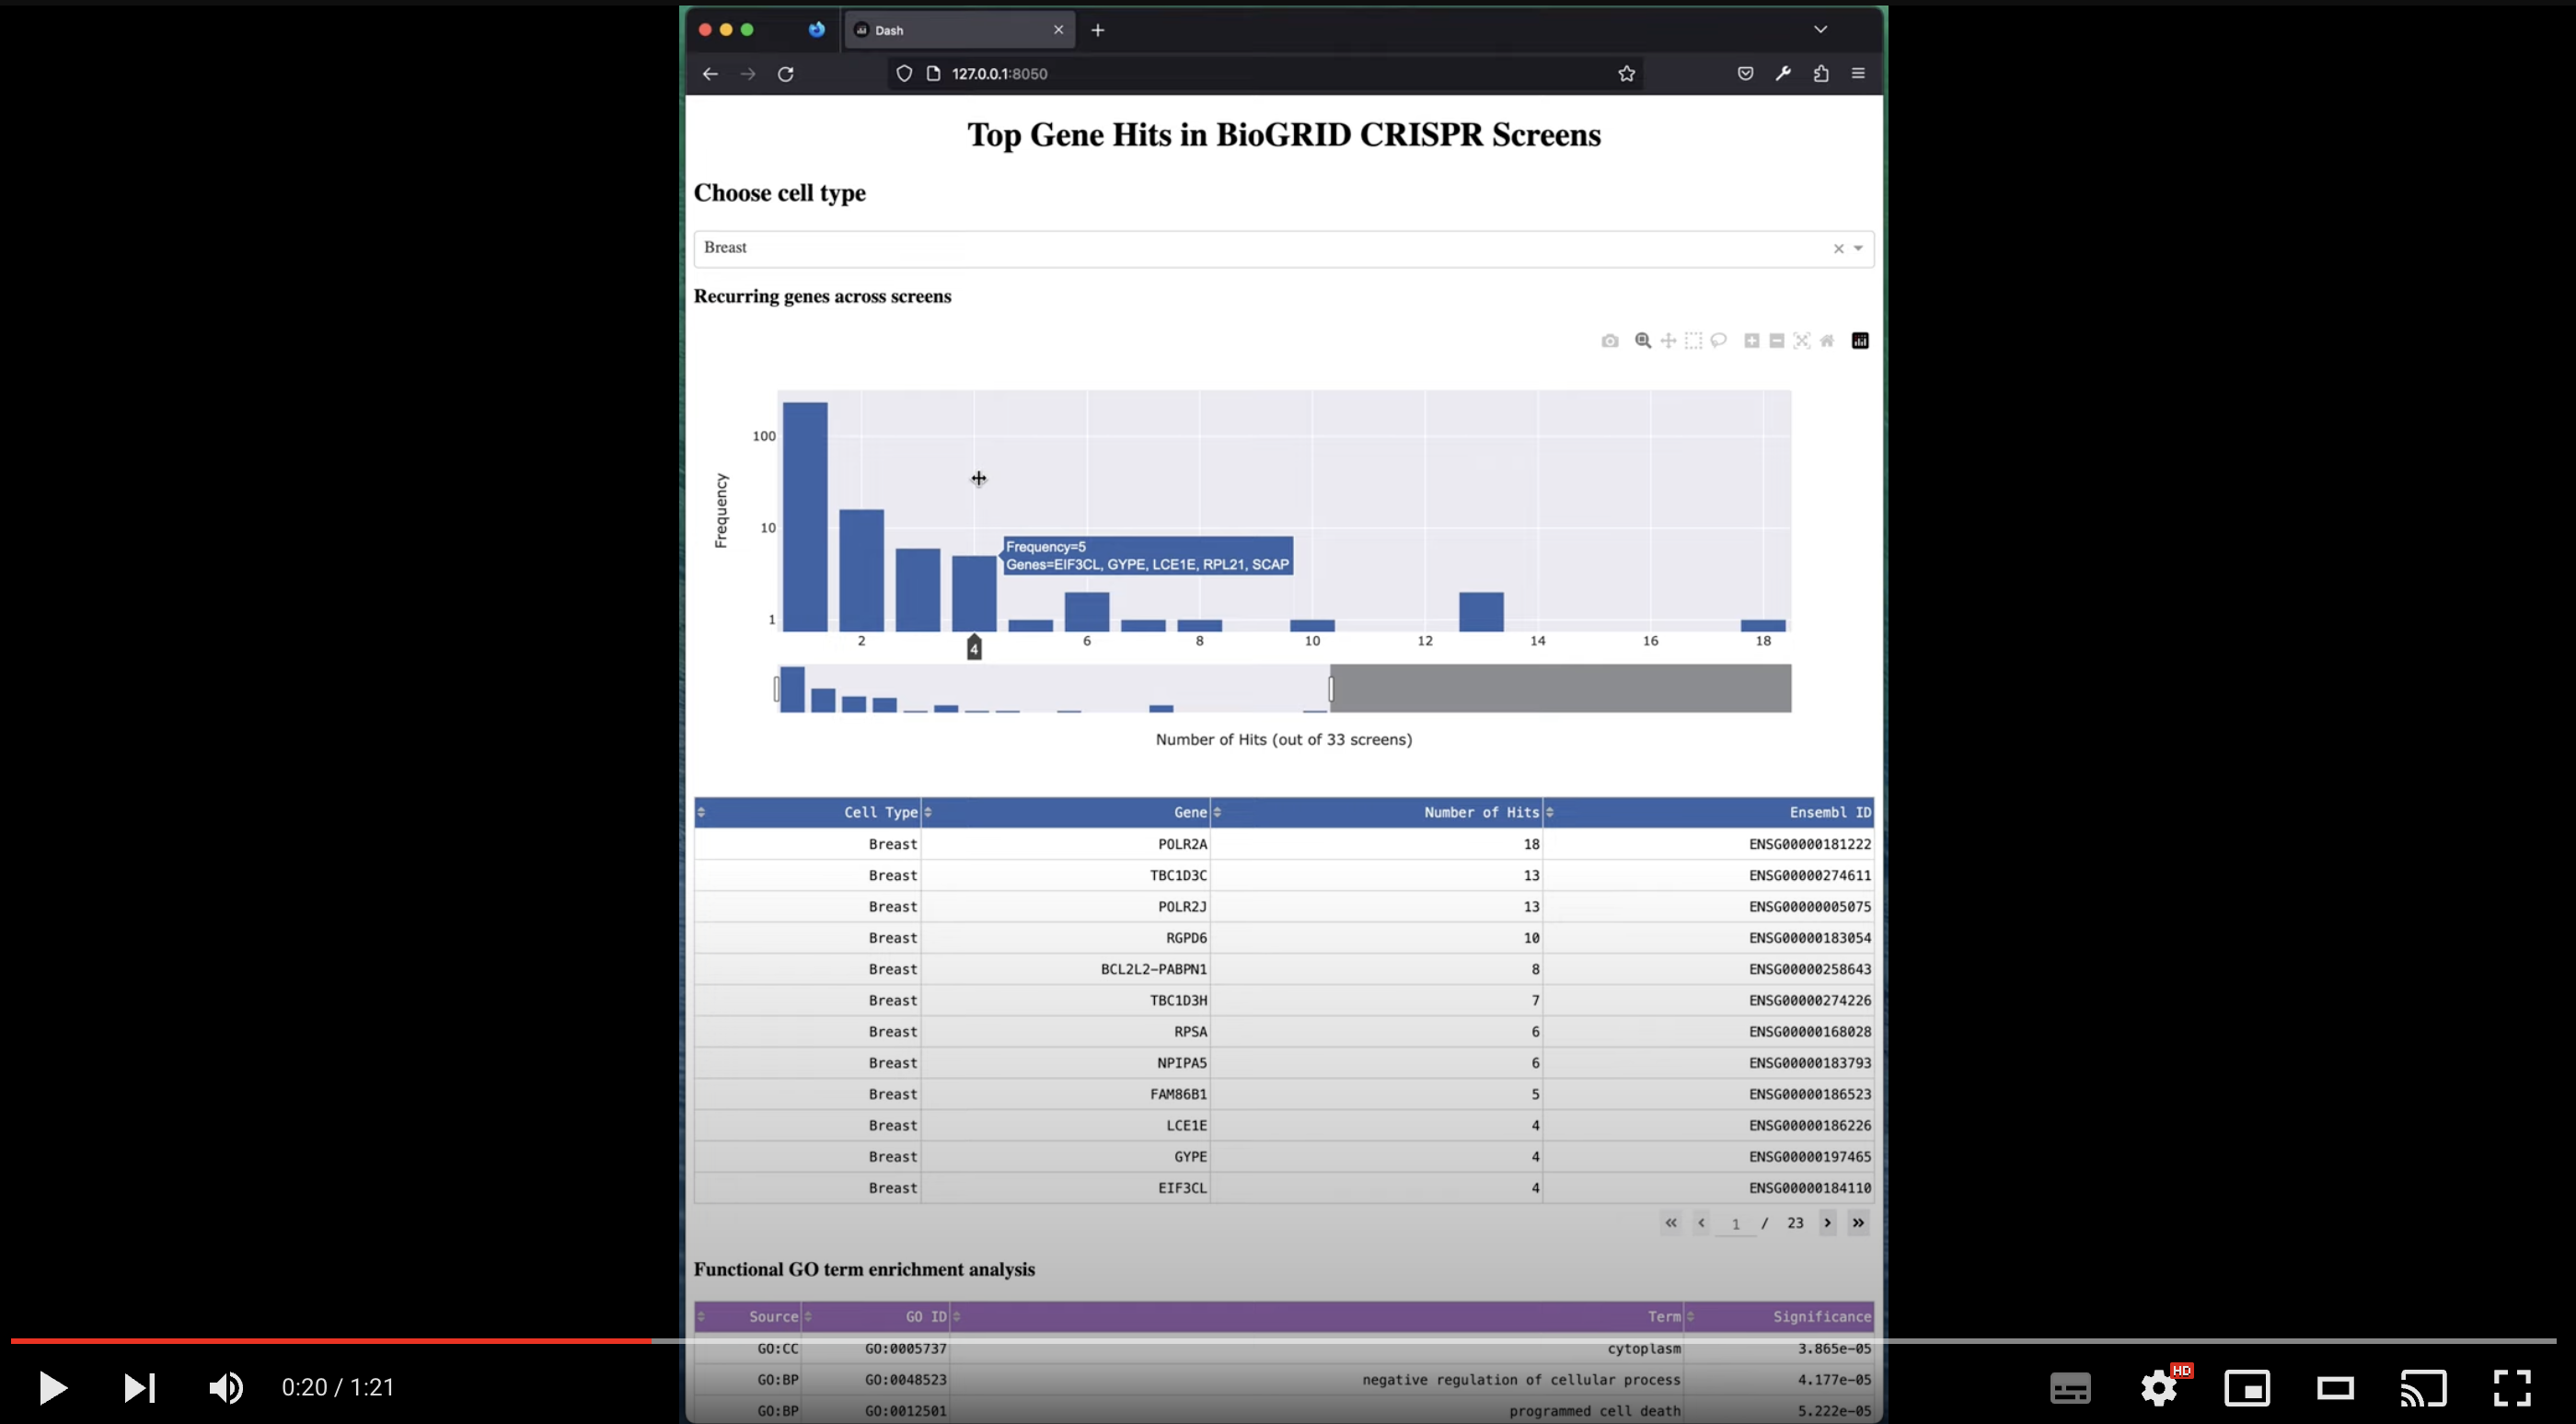 Dash
127.0.0.1:8050
Top Gene Hits in BioGRID CRISPR Screens
Choose cell type
Breast
Recurring genes across screens
Frequency
100
10
1
Frequency=5
Genes=EIF3CL, GYPE, LCE1E, RPL21, SCAP
2 4 6 8 10 12 14 16 18
Number of Hits (out of 33 screens)
Cell Type Gene Number of Hits Ensembl ID
Breast POLR2A 18 ENSG00000181222
Breast TBC1D3C 13 ENSG00000274611
Breast POLR2J 13 ENSG00000005075
Breast RGPD6 10 ENSG00000183054
Breast BCL2L2-PABPN1 8 ENSG00000258643
Breast TBC1D3H 7 ENSG00000274226
Breast RPSA 6 ENSG00000168028
Breast NPIPA5 6 ENSG00000183793
Breast FAM86B1 5 ENSG00000186523
Breast LCE1E 4 ENSG00000186226
Breast GYPE 4 ENSG00000197465
Breast EIF3CL 4 ENSG00000184110
1 / 23
Functional GO term enrichment analysis
Source GO ID Term Significance
GO:CC GO:0005737 cytoplasm 3.865e-05
GO:BP GO:0048523 negative regulation of cellular process 4.177e-05
GO:BP GO:0012501 programmed cell death 5.222e-05
0:20 / 1:21
HD